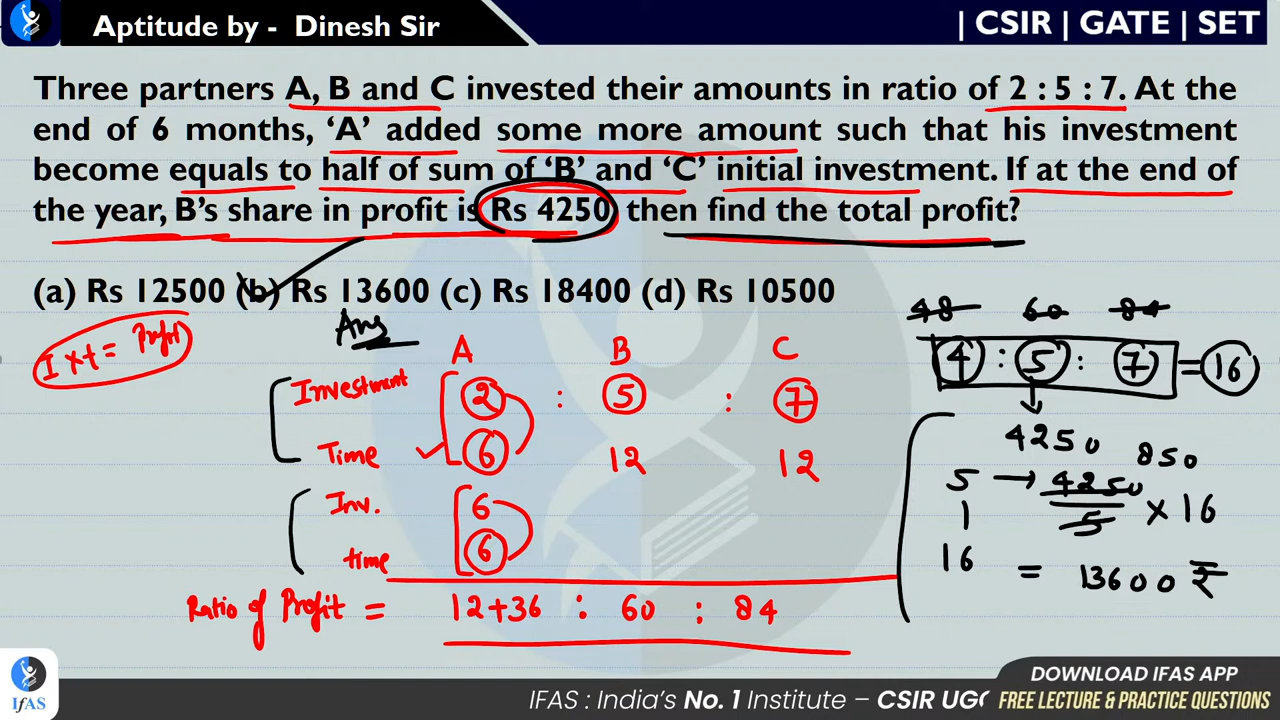 Aptitude by - Dinesh Sir
| CSIR | GATE | SET
Three partners A, B and C invested their amounts in ratio of 2 : 5 : 7. At the
end of 6 months, ‘A’ added some more amount such that his investment
become equals to half of sum of ‘B’ and ‘C’ initial investment. If at the end of
the year, B's share in profit is Rs 4250, then find the total profit?
(a) Rs 12500 (b) Rs 13600 (c) Rs 18400 (d) Rs 10500
I × t = Profit
Ans
A B C
Investment 2 : 5 : 7
Time 6 12 12
Inv. 6
time 6
Ratio of Profit = 12+36 : 60 : 84
48 60 84
4 : 5 : 7 = 16
4250
850
5 → 4250
5 × 16
1
16 = 13600 ₹
IFAS
DOWNLOAD IFAS APP
IFAS : India's No. 1 Institute – CSIR UGC
FREE LECTURE & PRACTICE QUESTIONS